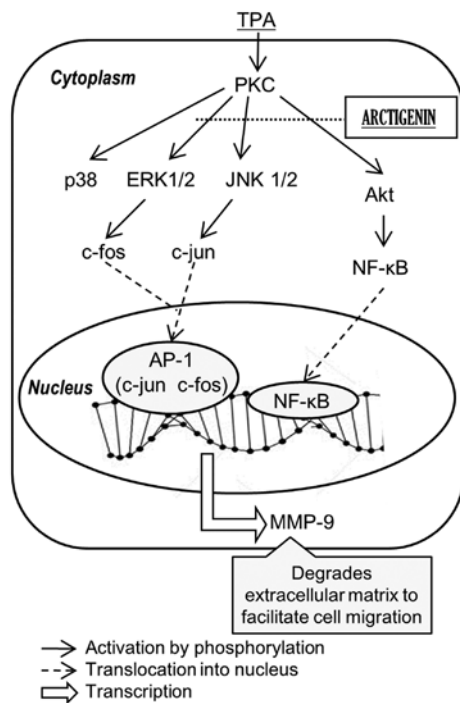 TPA
Cytoplasm
PKC
ARCTIGENIN
p38 ERK1/2 JNK 1/2
Akt
c-fos c-jun
NF-κB
AP-1
(c-jun c-fos)
Nucleus
NF-κB
MMP-9
Degrades
extracellular matrix to
facilitate cell migration
Activation by phosphorylation
Translocation into nucleus
Transcription